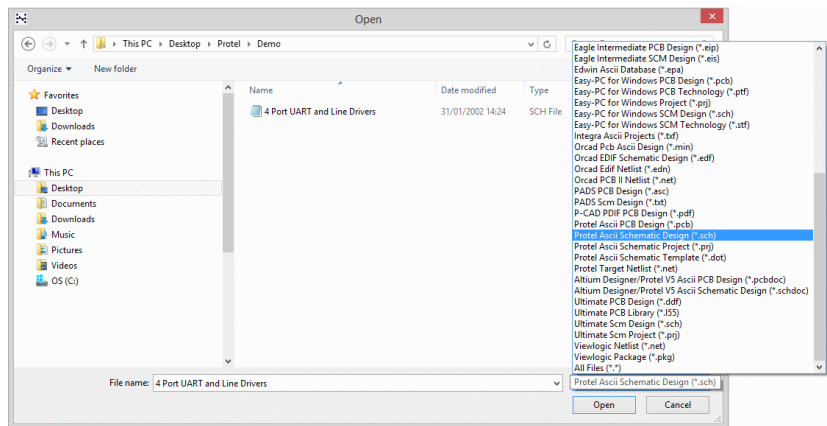 Open
This PC ▸ Desktop ▸ Protel ▸ Demo
Organize
New folder
Favorites
Desktop
Downloads
Recent places
This PC
Desktop
Documents
Downloads
Music
Pictures
Videos
OS (C:)
Name
Date modified
Type
4 Port UART and Line Drivers
31/01/2002 14:24
SCH File
Eagle Intermediate PCB Design (*.eip)
Eagle Intermediate SCM Design (*.eis)
Edwin Ascii Database (*.epa)
Easy-PC for Windows PCB Design (*.pcb)
Easy-PC for Windows PCB Technology (*.ptf)
Easy-PC for Windows Project (*.prj)
Easy-PC for Windows SCM Design (*.sch)
Easy-PC for Windows SCM Technology (*.stf)
Integra Ascii Projects (*.txf)
Orcad Pcb Ascii Design (*.min)
Orcad EDIF Schematic Design (*.edf)
Orcad Edif Netlist (*.edn)
Orcad PCB II Netlist (*.net)
PADS PCB Design (*.asc)
PADS Scm Design (*.txt)
P-CAD PDIF PCB Design (*.pdf)
Protel Ascii PCB Design (*.pcb)
Protel Ascii Schematic Design (*.sch)
Protel Ascii Schematic Project (*.prj)
Protel Ascii Schematic Template (*.dot)
Protel Target Netlist (*.net)
Altium Designer/Protel V5 Ascii PCB Design (*.pcbdoc)
Altium Designer/Protel V5 Ascii Schematic Design (*.schdoc)
Ultimate PCB Design (*.ddf)
Ultimate PCB Library (*.l55)
Ultimate Scm Design (*.sch)
Ultimate Scm Project (*.prj)
Viewlogic Netlist (*.net)
Viewlogic Package (*.pkg)
All Files (*.*)
File name: 4 Port UART and Line Drivers
Protel Ascii Schematic Design (*.sch)
Open
Cancel